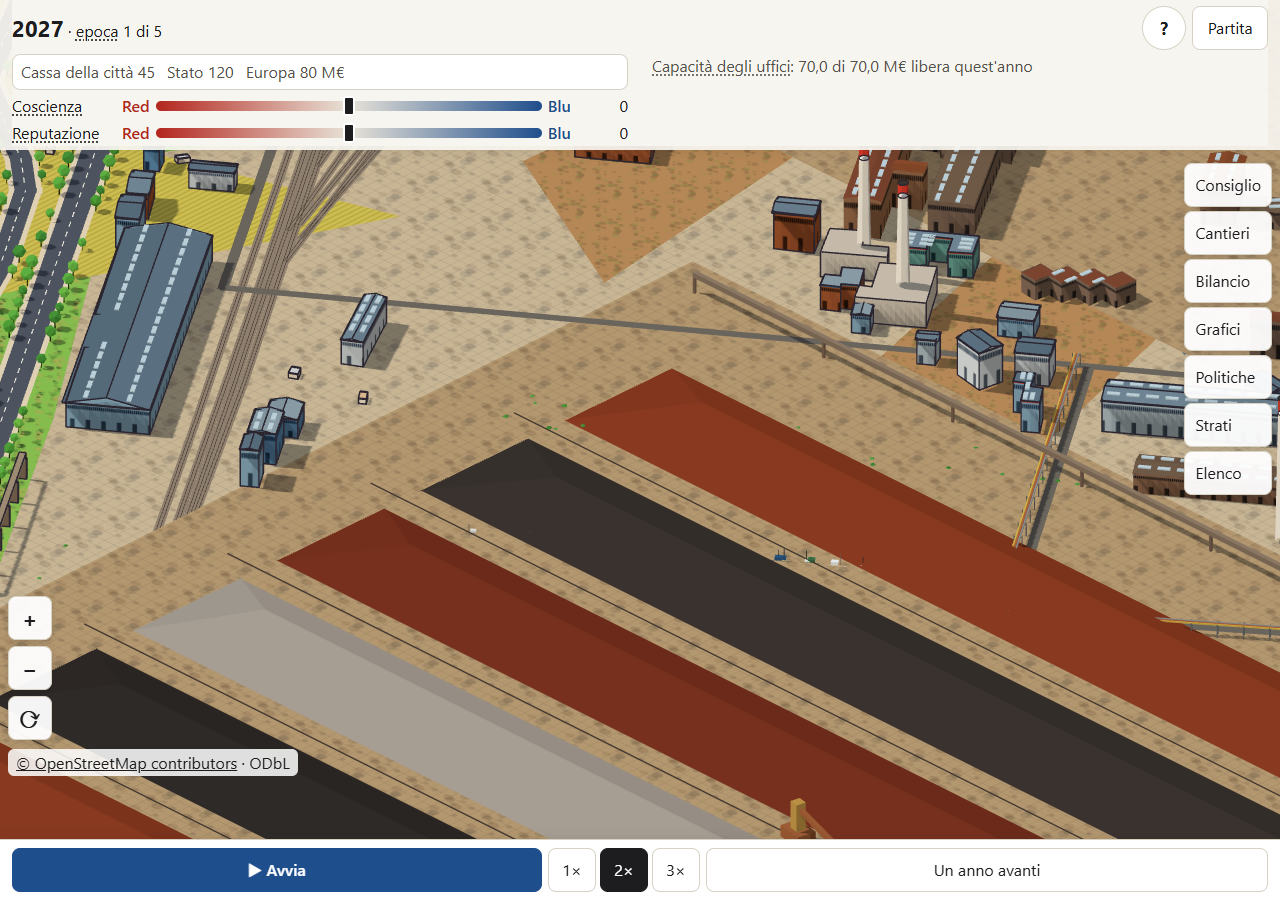 2027 · epoca 1 di 5
? Partita
Cassa della città 45 Stato 120 Europa 80 M€
Capacità degli uffici: 70,0 di 70,0 M€ libera quest'anno
Coscienza Red Blu 0
Reputazione Red Blu 0
Consiglio
Cantieri
Bilancio
Grafici
Politiche
Strati
Elenco
+
−
© OpenStreetMap contributors · ODbL
▶ Avvia 1× 2× 3× Un anno avanti